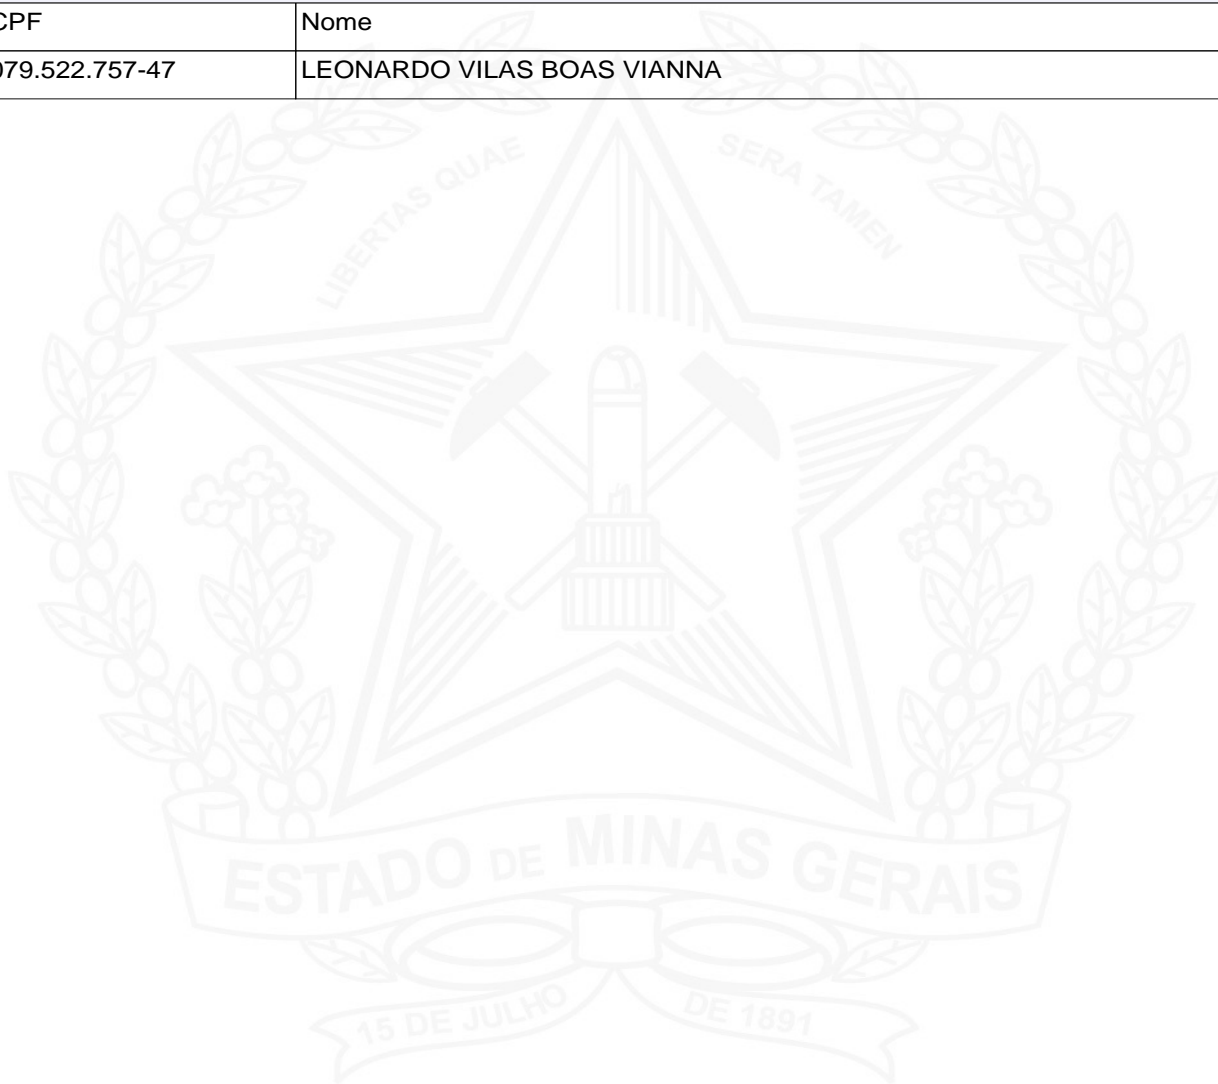 CPF Nome
079.522.757-47 LEONARDO VILAS BOAS VIANNA
LIBERTAS QUAE SERA TAMEN
ESTADO DE MINAS GERAIS
15 DE JULHO DE 1891